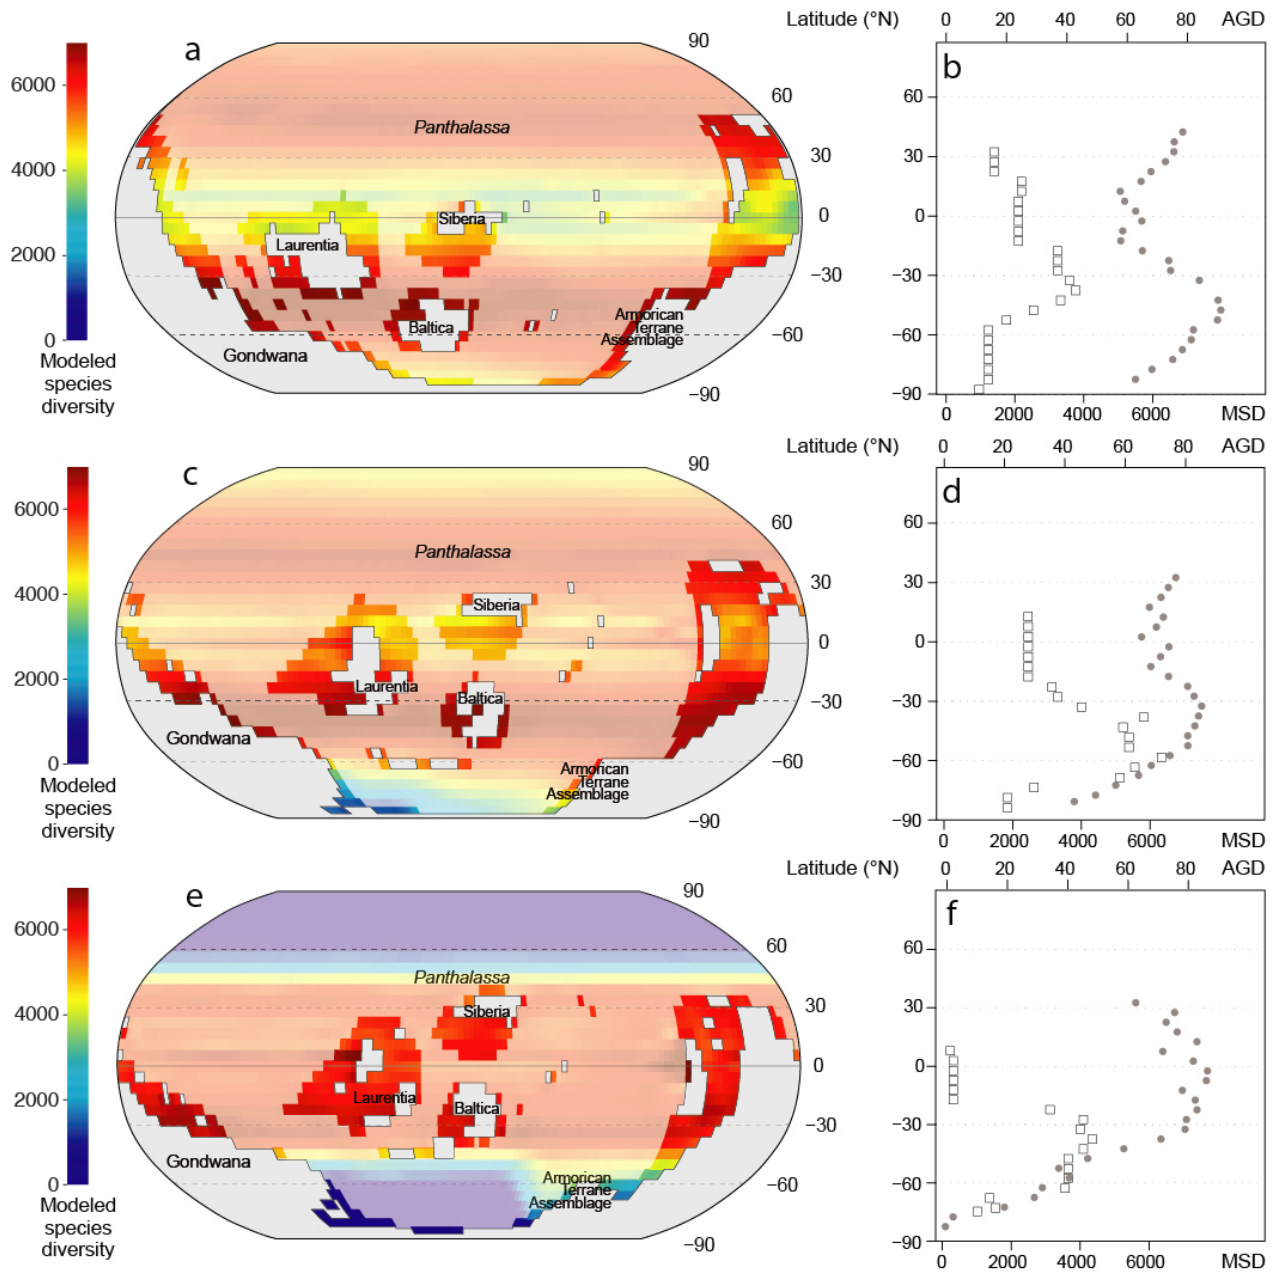 Latitude (°N) 0 20 40 60 80 AGD
a
90
b
6000
60
60
Panthalassa
4000
30
30
0
0
Siberia
Laurentia
2000
−30
−30
Armorican
Terrane
Assemblage
Baltica
0
−60
−60
Gondwana
Modeled
species
diversity
−90
−90
0 2000 4000 6000 MSD
Latitude (°N) 0 20 40 60 80 AGD
c
90
d
6000
60
60
Panthalassa
4000
30
30
Siberia
0
0
2000
Laurentia
Baltica
−30
−30
Gondwana
0
−60
−60
Armorican
Terrane
Assemblage
Modeled
species
diversity
−90
−90
0 2000 4000 6000 MSD
Latitude (°N) 0 20 40 60 80 AGD
e
90
f
6000
60
60
Panthalassa
4000
30
30
Siberia
0
0
2000
Laurentia
Baltica
−30
−30
Gondwana
0
−60
−60
Armorican
Terrane
Assemblage
Modeled
species
diversity
−90
−90
0 2000 4000 6000 MSD